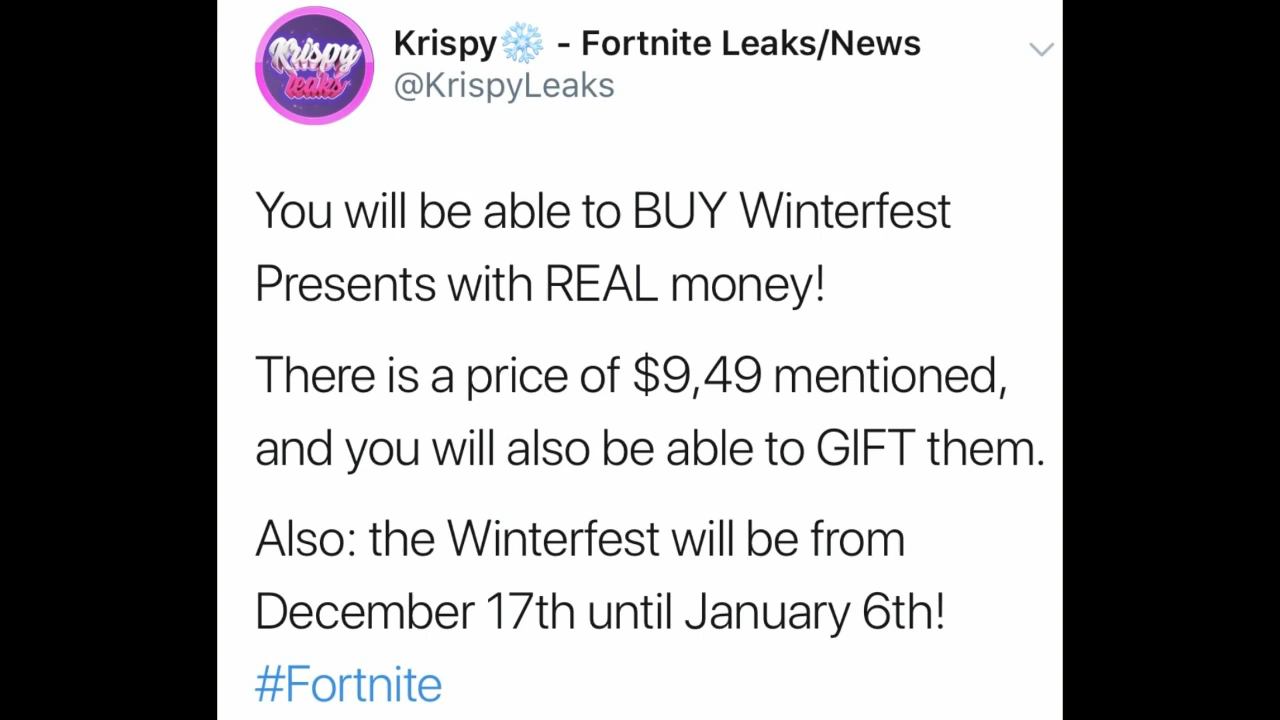 Krispy
leaks
Krispy❄️ - Fortnite Leaks/News
@KrispyLeaks
You will be able to BUY Winterfest
Presents with REAL money!
There is a price of $9,49 mentioned,
and you will also be able to GIFT them.
Also: the Winterfest will be from
December 17th until January 6th!
#Fortnite